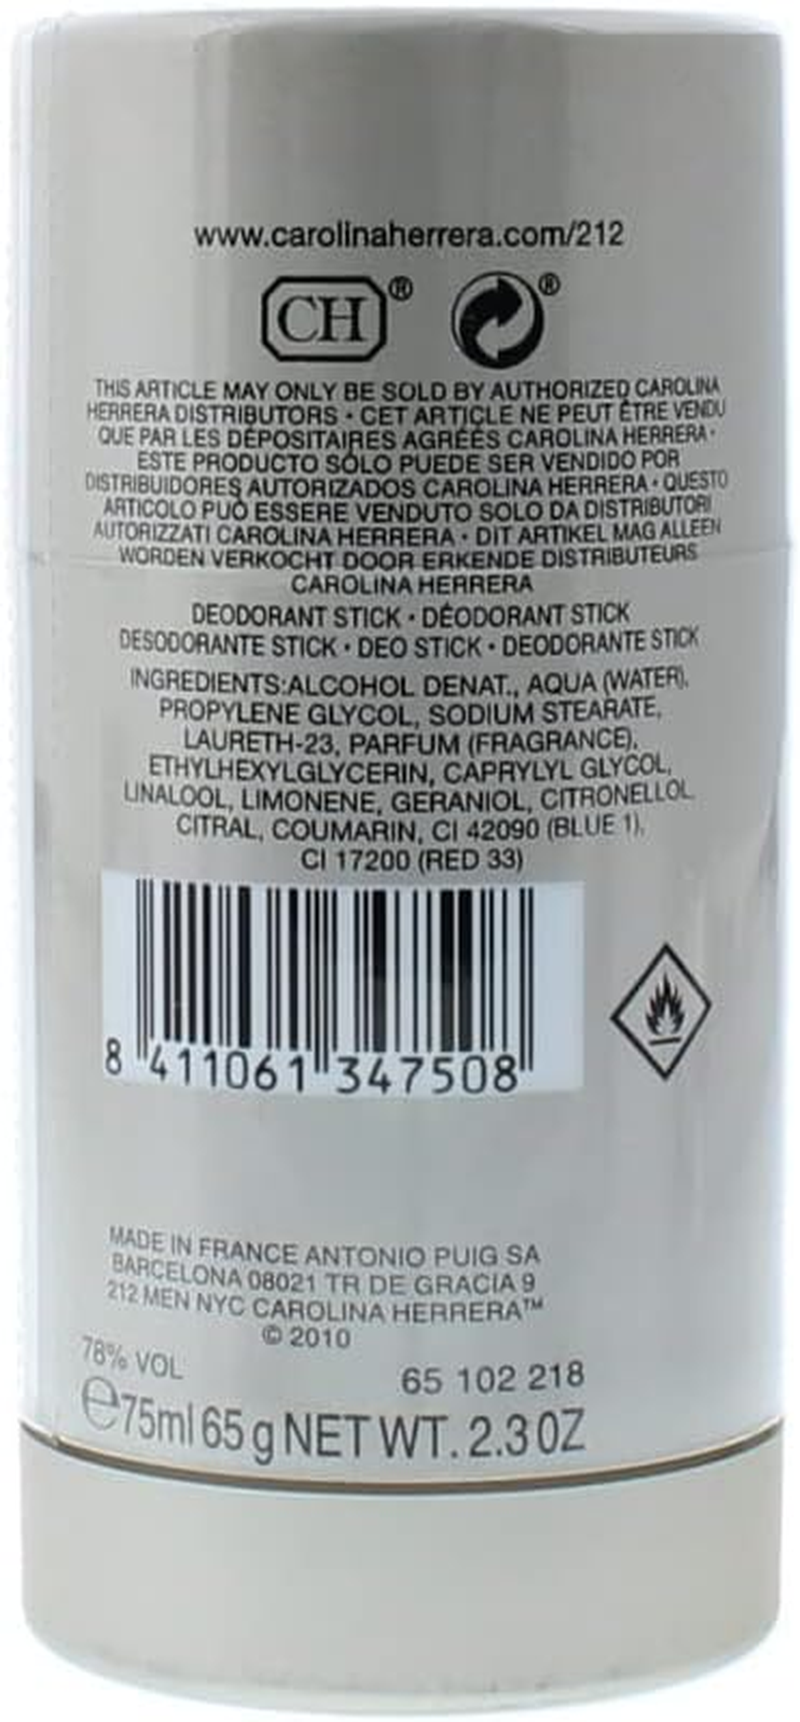 www.carolinaherrera.com/212
CH® ®
THIS ARTICLE MAY ONLY BE SOLD BY AUTHORIZED CAROLINA
HERRERA DISTRIBUTORS • CET ARTICLE NE PEUT ÊTRE VENDU
QUE PAR LES DÉPOSITAIRES AGRÉÉS CAROLINA HERRERA •
ESTE PRODUCTO SÓLO PUEDE SER VENDIDO POR
DISTRIBUIDORES AUTORIZADOS CAROLINA HERRERA • QUESTO
ARTICOLO PUÒ ESSERE VENDUTO SOLO DA DISTRIBUTORI
AUTORIZZATI CAROLINA HERRERA • DIT ARTIKEL MAG ALLEEN
WORDEN VERKOCHT DOOR ERKENDE DISTRIBUTEURS
CAROLINA HERRERA
DEODORANT STICK • DÉODORANT STICK
DESODORANTE STICK • DEO STICK • DEODORANTE STICK
INGREDIENTS:ALCOHOL DENAT., AQUA (WATER),
PROPYLENE GLYCOL, SODIUM STEARATE,
LAURETH-23, PARFUM (FRAGRANCE),
ETHYLHEXYLGLYCERIN, CAPRYLYL GLYCOL,
LINALOOL, LIMONENE, GERANIOL, CITRONELLOL,
CITRAL, COUMARIN, CI 42090 (BLUE 1),
CI 17200 (RED 33)
8 411061 347508
MADE IN FRANCE ANTONIO PUIG SA
BARCELONA 08021 TR DE GRACIA 9
212 MEN NYC CAROLINA HERRERA™
© 2010
78% VOL
65 102 218
℮75ml 65 g NET WT. 2.3 OZ